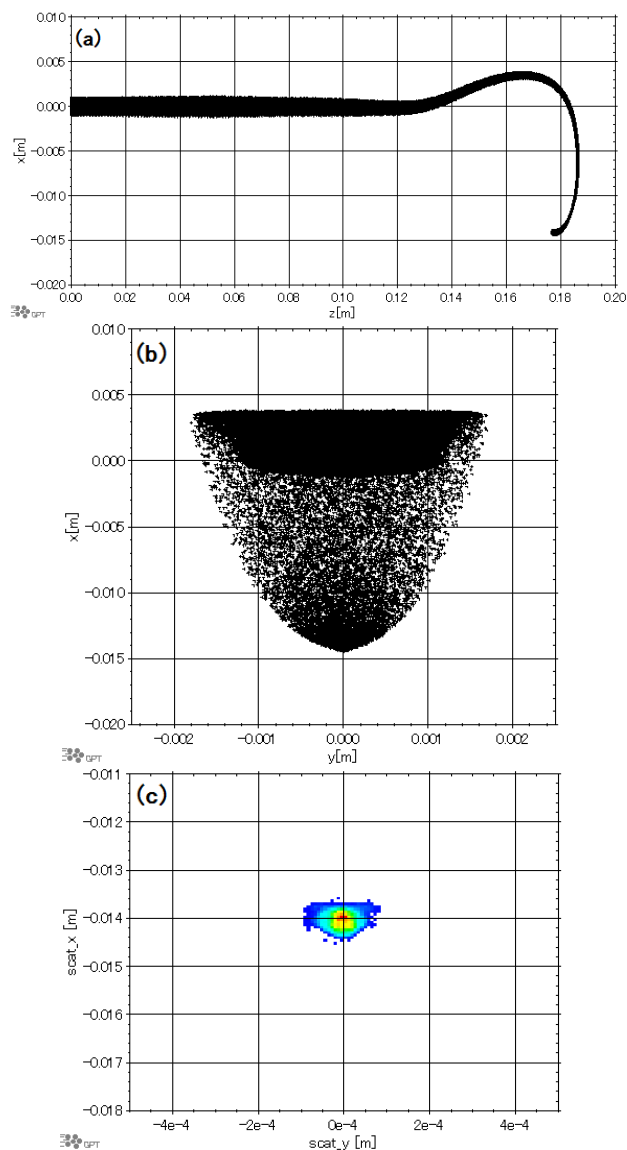 (a)
0.010
0.005
0.000
−0.005
−0.010
−0.015
−0.020
x[m]
0.00 0.02 0.04 0.06 0.08 0.10 0.12 0.14 0.16 0.18 0.20
z[m]
GPT
(b)
0.010
0.005
0.000
−0.005
−0.010
−0.015
−0.020
x[m]
−0.002 −0.001 0.000 0.001 0.002
y[m]
GPT
(c)
−0.011
−0.012
−0.013
−0.014
−0.015
−0.016
−0.017
−0.018
scat_x [m]
−4e−4 −2e−4 0e−4 2e−4 4e−4
scat_y [m]
GPT